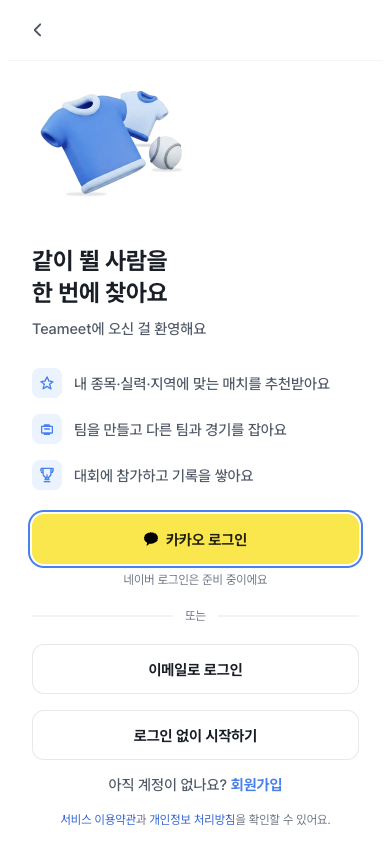 같이 뛸 사람을
한 번에 찾아요
Teameet에 오신 걸 환영해요
내 종목·실력·지역에 맞는 매치를 추천받아요
팀을 만들고 다른 팀과 경기를 잡아요
대회에 참가하고 기록을 쌓아요
카카오 로그인
네이버 로그인은 준비 중이에요
또는
이메일로 로그인
로그인 없이 시작하기
아직 계정이 없나요? 회원가입
서비스 이용약관과 개인정보 처리방침을 확인할 수 있어요.